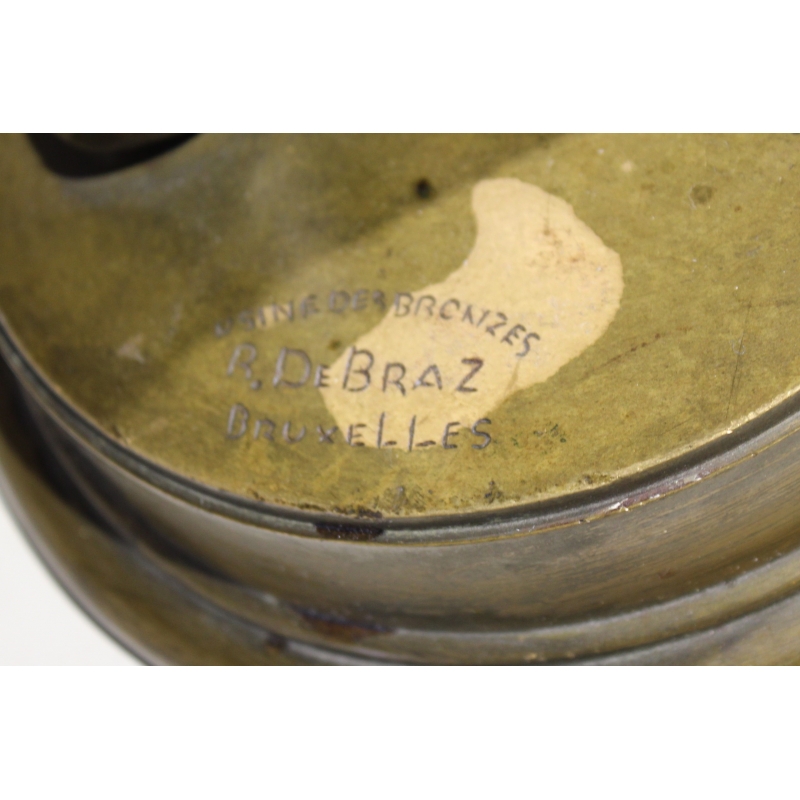 USINE DES BRONZES
R. DE BRAZ
BRUXELLES